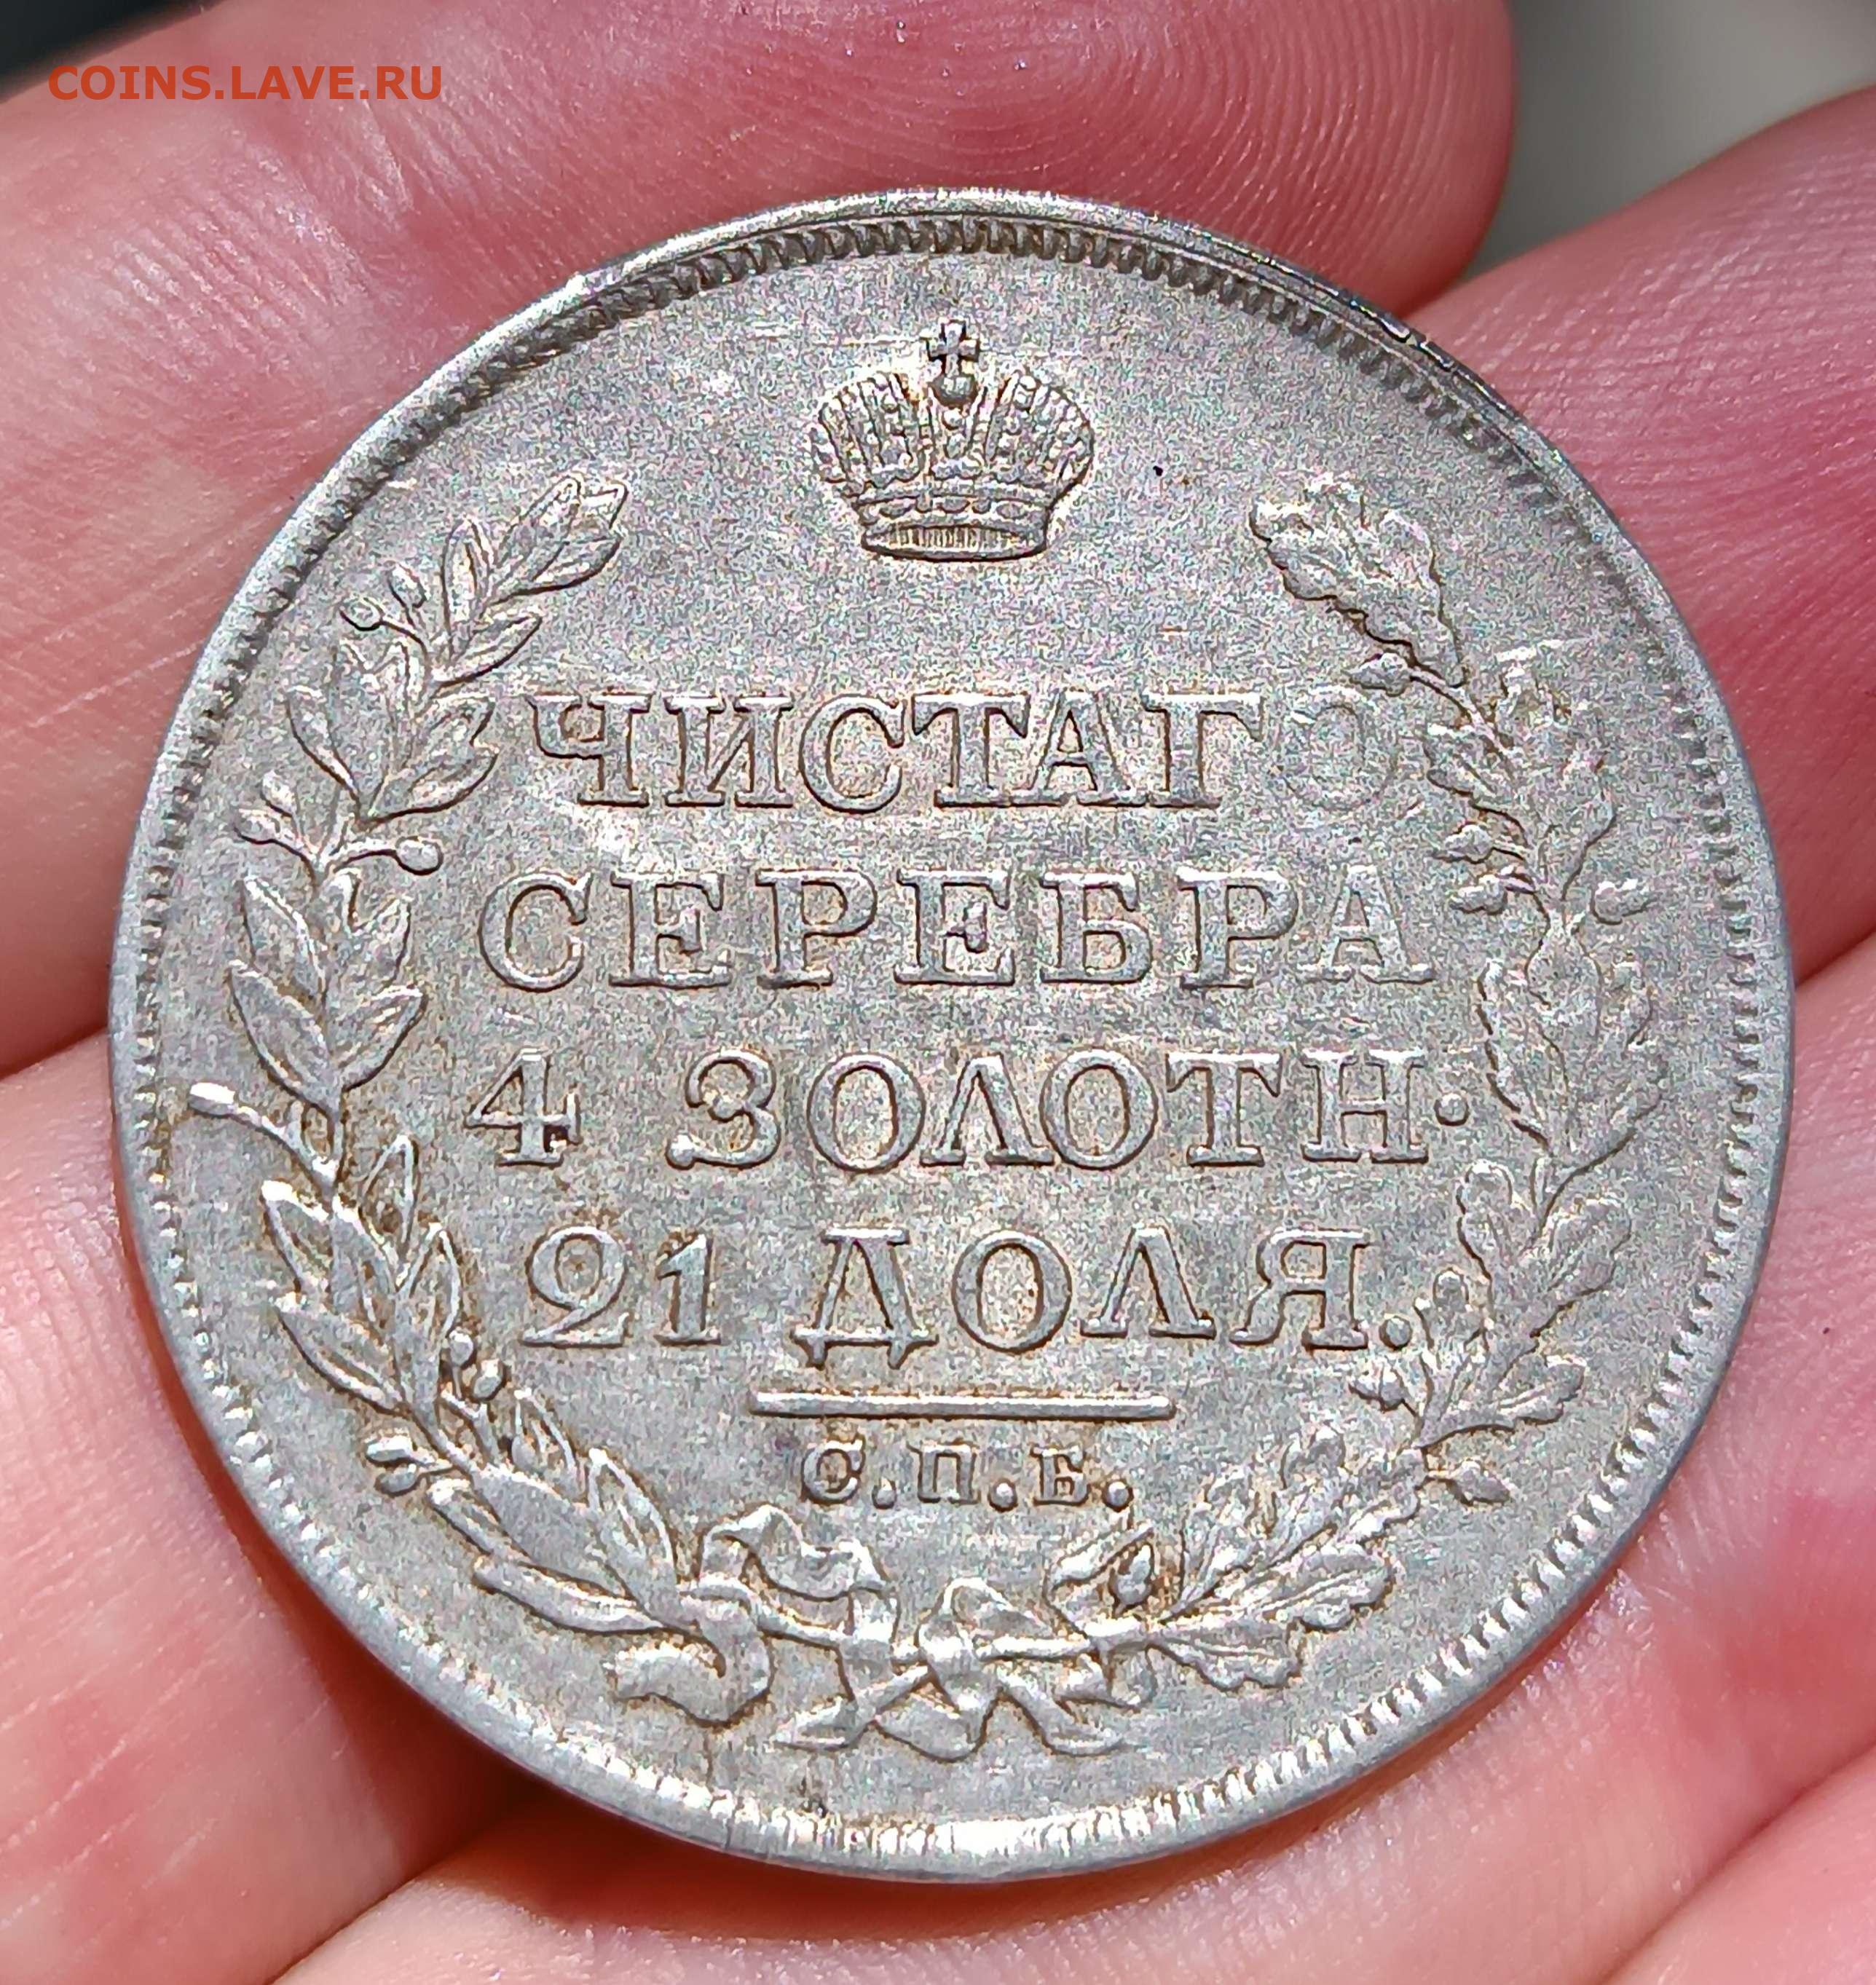 COINS.LAVE.RU
ЧИСТАГО
СЕРЕБРА
4 ЗОЛОТН·
21 ДОЛЯ.
С.П.Б.